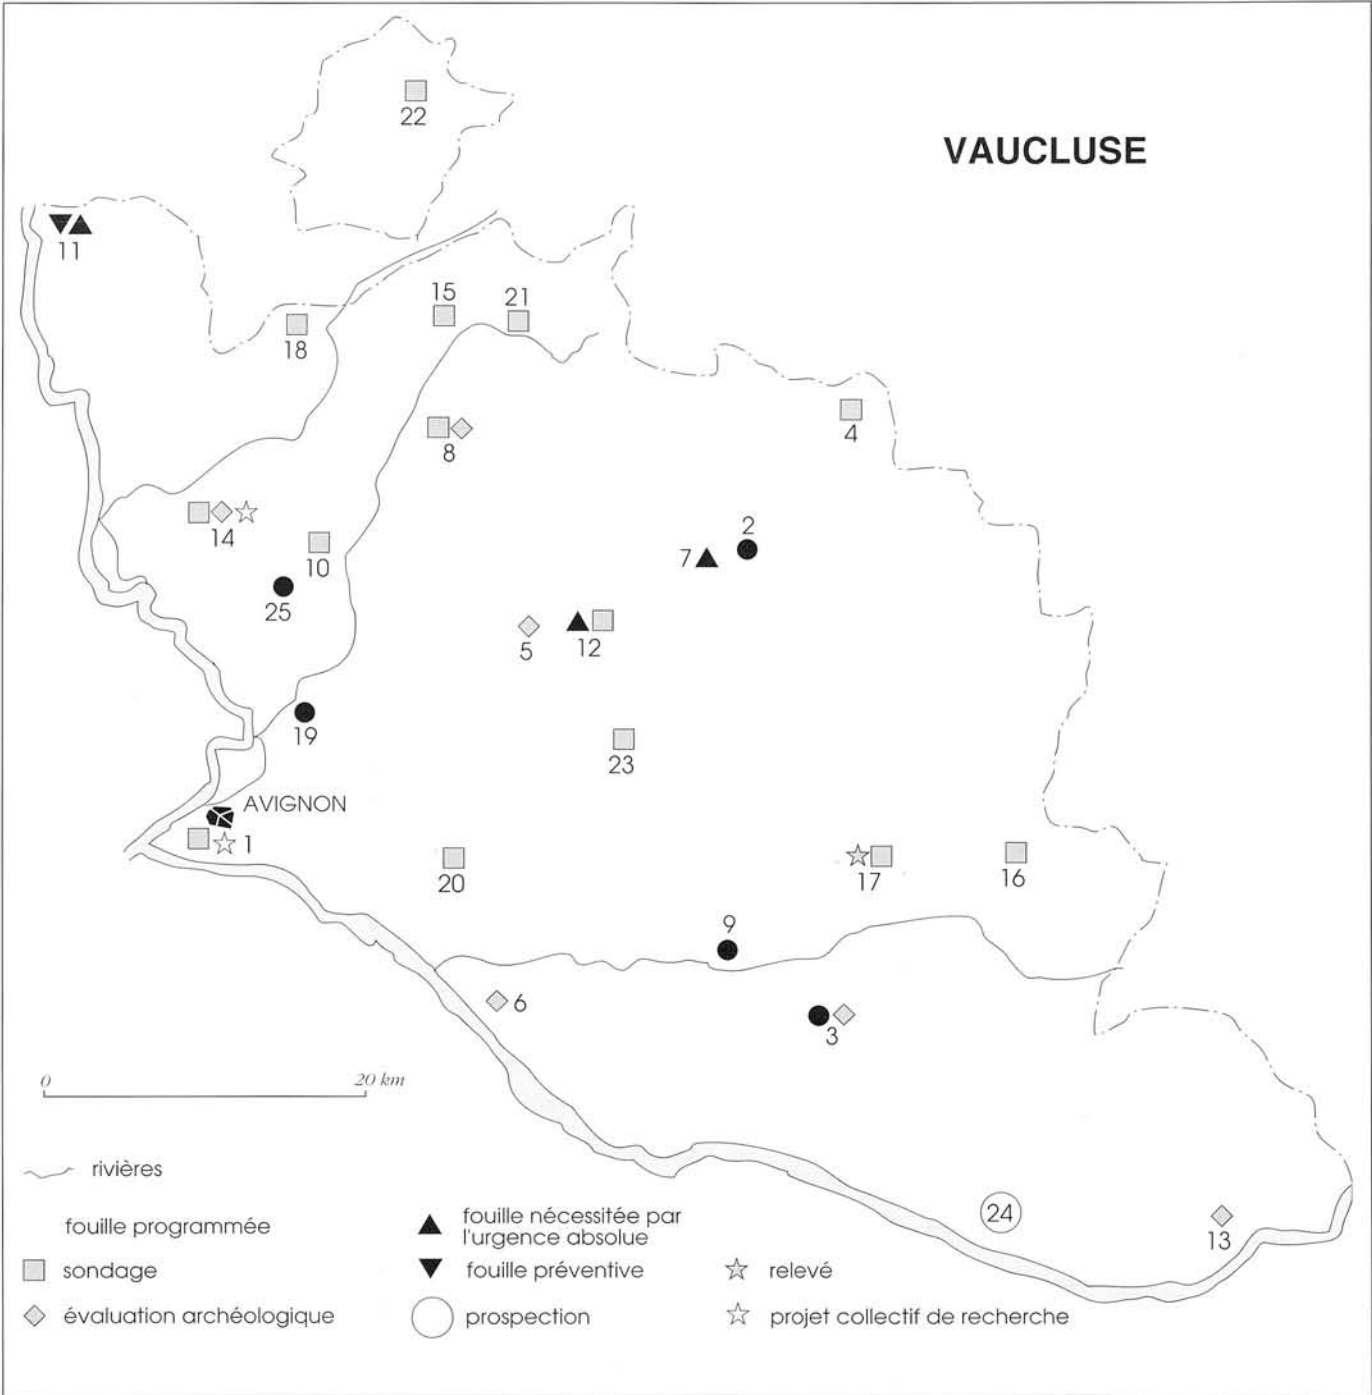 22
VAUCLUSE
11
15
21
18
4
8
14
10
2
7
25
5
12
19
23
AVIGNON
1
20
17
16
9
6
3
0 20 km
rivières
24
13
fouille programmée
fouille nécessitée par
l'urgence absolue
sondage
fouille préventive
relevé
évaluation archéologique
prospection
projet collectif de recherche